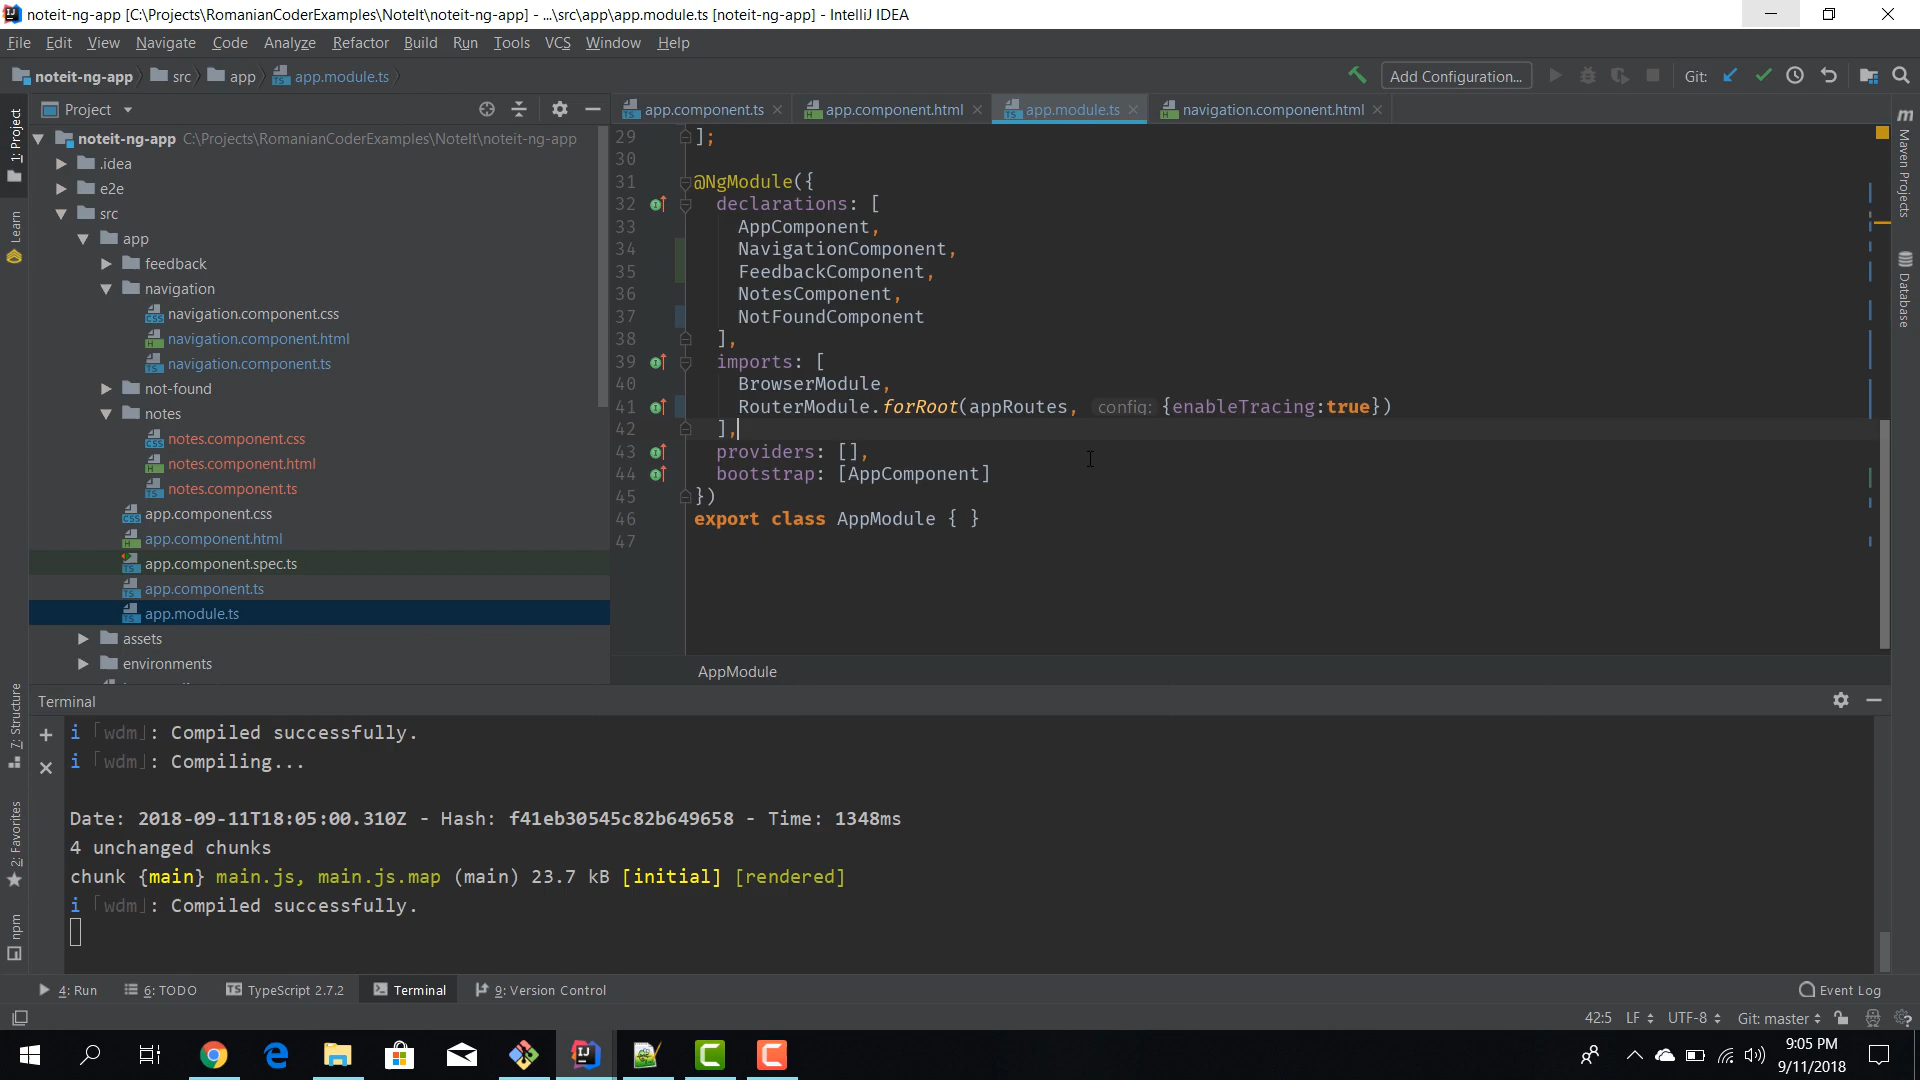 noteit-ng-app [C:\Projects\RomanianCoderExamples\NoteIt\noteit-ng-app] - ...\src\app\app.module.ts [noteit-ng-app] - IntelliJ IDEA
File Edit View Navigate Code Analyze Refactor Build Run Tools VCS Window Help
noteit-ng-app src app app.module.ts Add Configuration... Git:
Project
app.component.ts app.component.html app.module.ts navigation.component.html
noteit-ng-app C:\Projects\RomanianCoderExamples\NoteIt\noteit-ng-app
.idea
e2e
src
app
feedback
navigation
navigation.component.css
navigation.component.html
navigation.component.ts
not-found
notes
notes.component.css
notes.component.html
notes.component.ts
app.component.css
app.component.html
app.component.spec.ts
app.component.ts
app.module.ts
assets
environments
1: Project
Learn
7: Structure
2: Favorites
npm
29 ];
30
31 @NgModule({
32 declarations: [
33 AppComponent,
34 NavigationComponent,
35 FeedbackComponent,
36 NotesComponent,
37 NotFoundComponent
38 ],
39 imports: [
40 BrowserModule,
41 RouterModule.forRoot(appRoutes, config: {enableTracing:true})
42 ],
43 providers: [],
44 bootstrap: [AppComponent]
45 })
46 export class AppModule { }
47
AppModule
m Maven Projects
Database
Terminal
i 「wdm」: Compiled successfully.
i 「wdm」: Compiling...
Date: 2018-09-11T18:05:00.310Z - Hash: f41eb30545c82b649658 - Time: 1348ms
4 unchanged chunks
chunk {main} main.js, main.js.map (main) 23.7 kB [initial] [rendered]
i 「wdm」: Compiled successfully.
4: Run 6: TODO TypeScript 2.7.2 Terminal 9: Version Control Event Log
42:5 LF UTF-8 Git: master
9:05 PM
9/11/2018